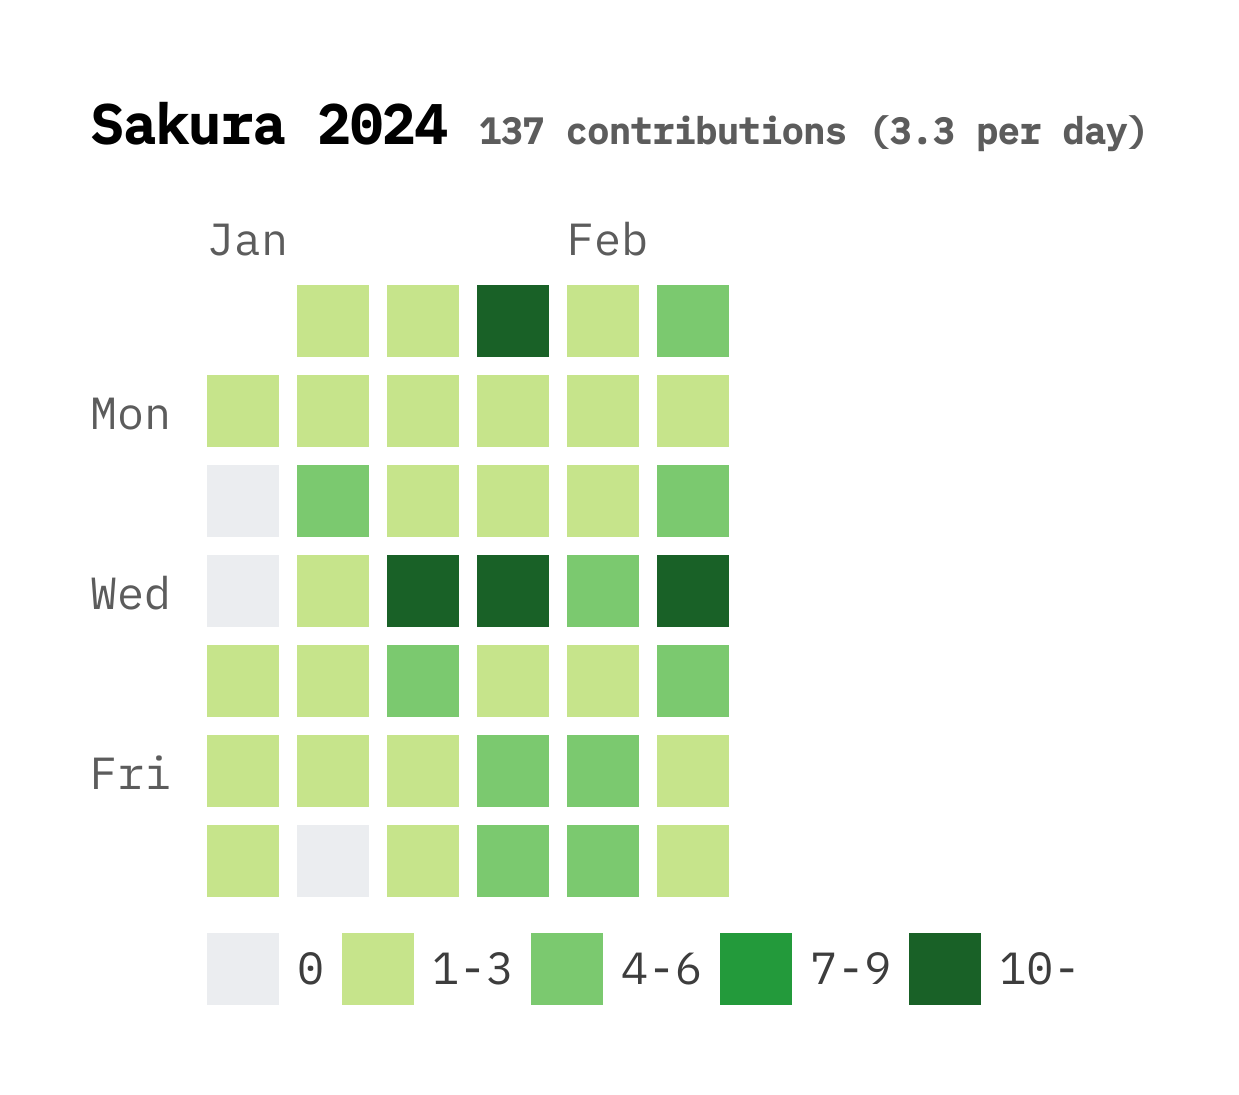 Sakura 2024 137 contributions (3.3 per day)
Jan Feb
Mon
Wed
Fri
0 1-3 4-6 7-9 10-